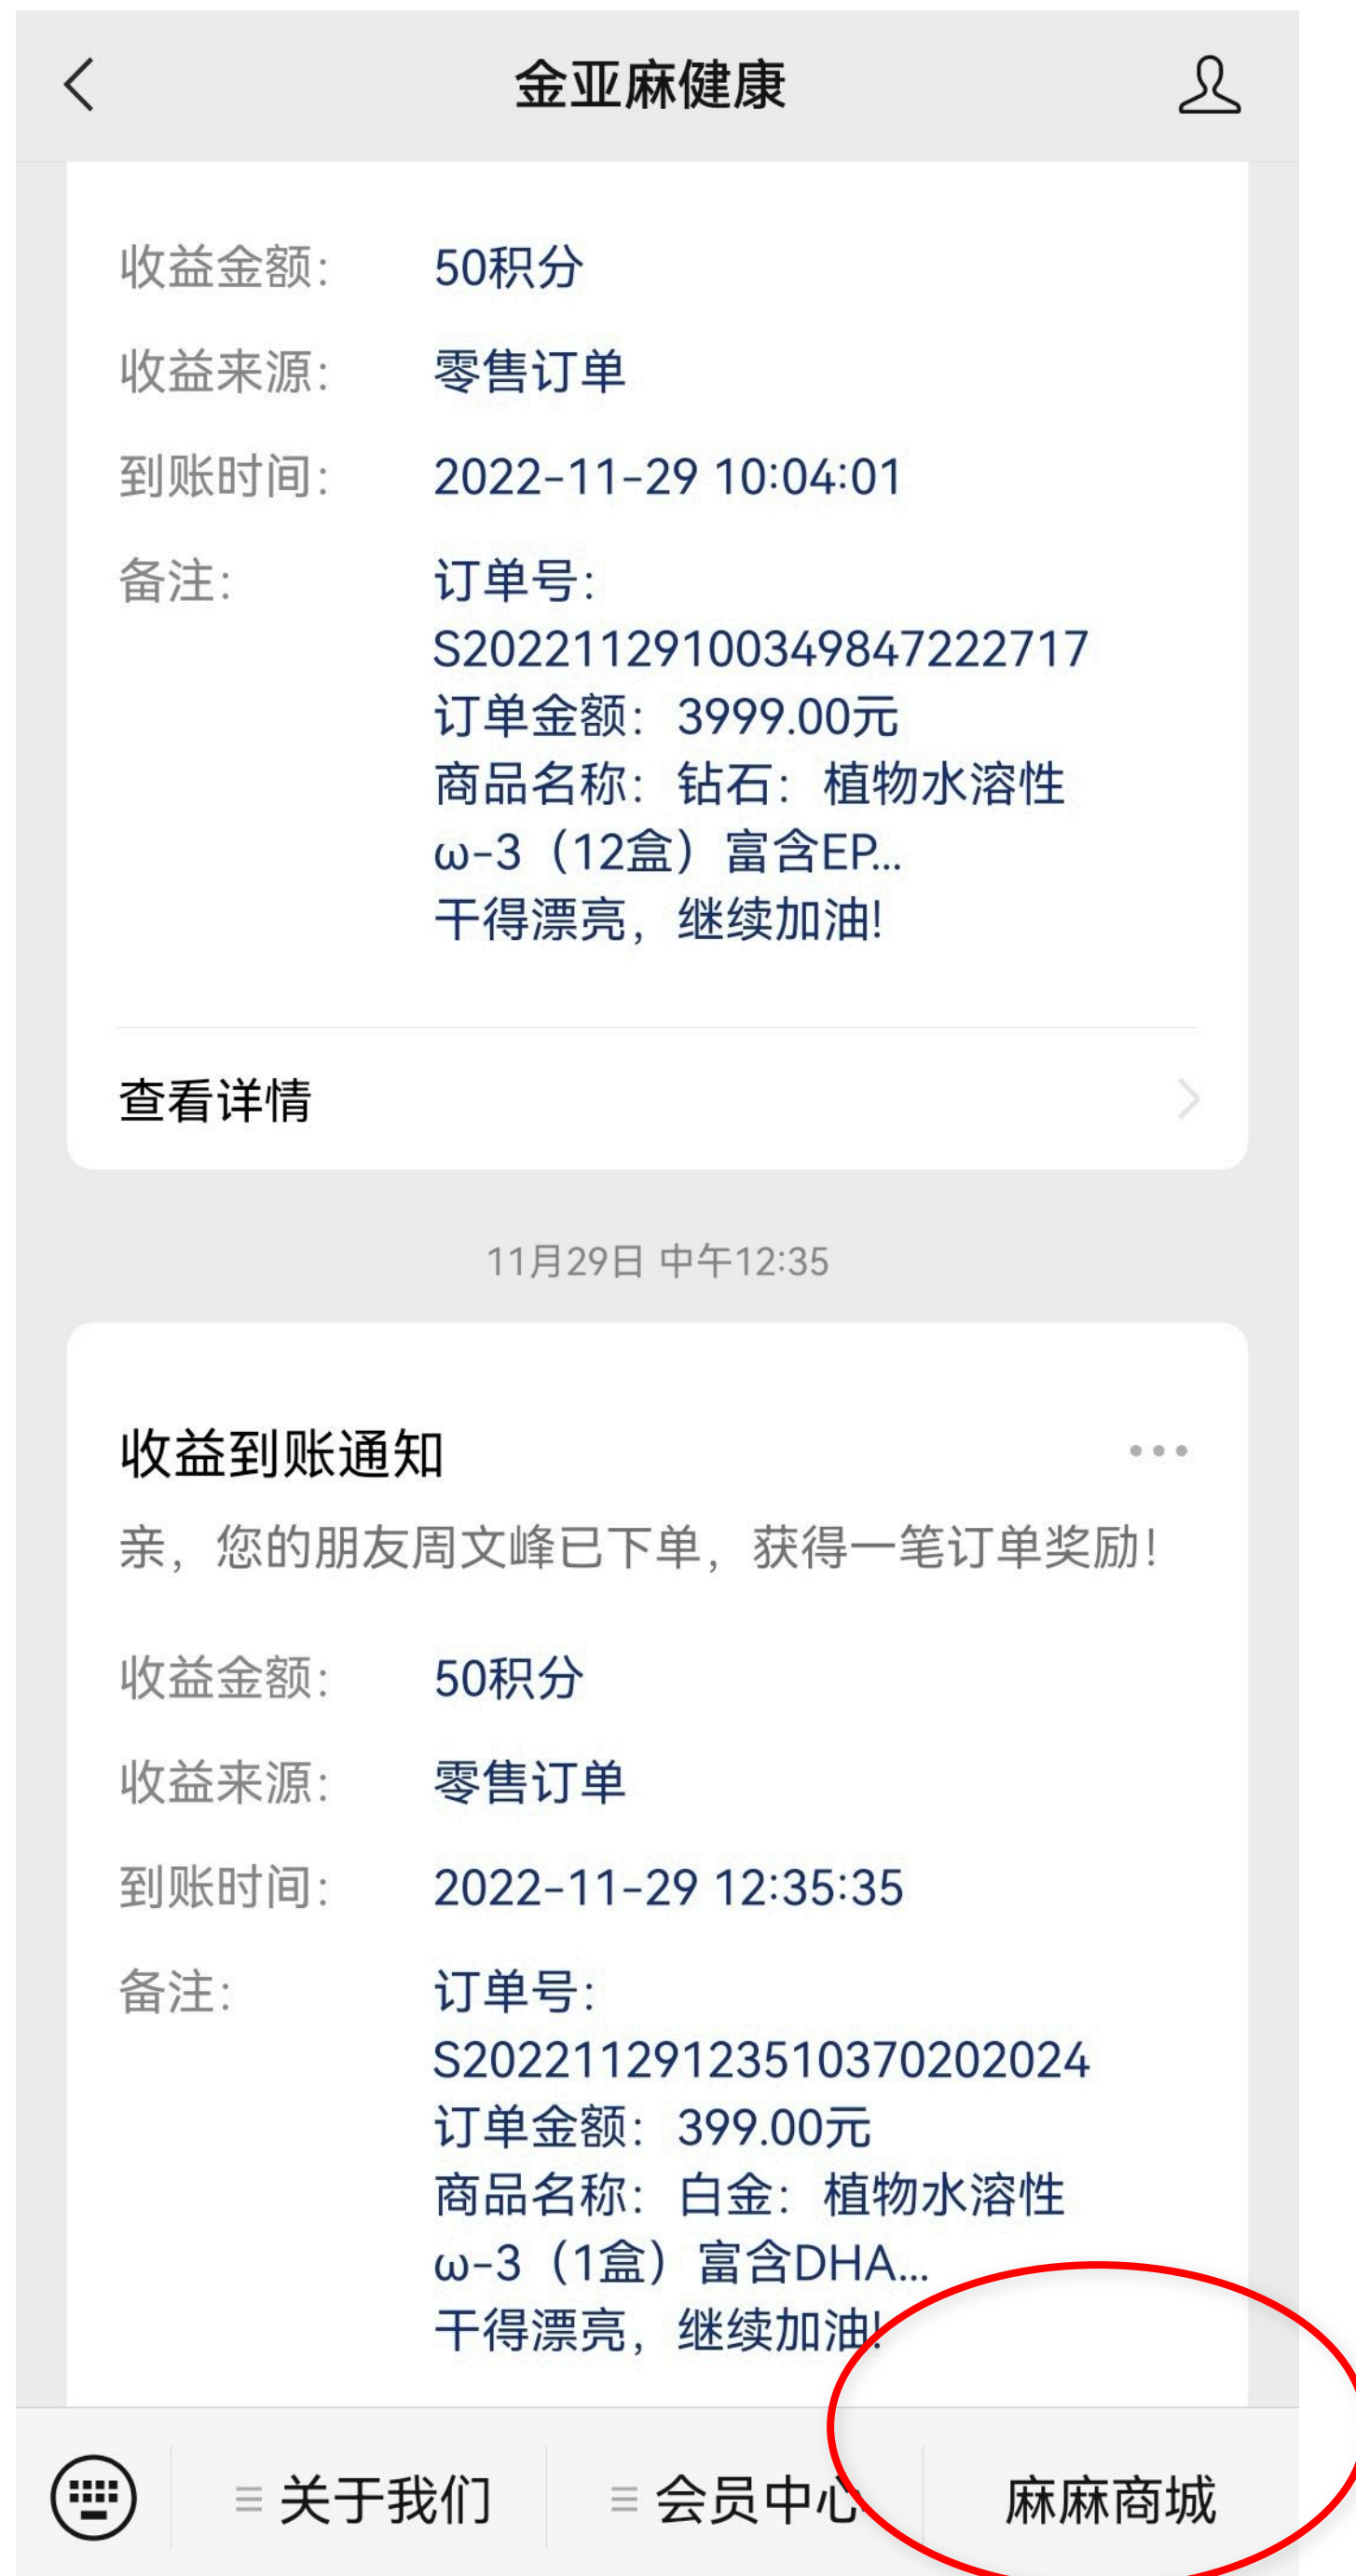 金亚麻健康
收益金额: 50积分
收益来源: 零售订单
到账时间: 2022-11-29 10:04:01
备注: 订单号:
S20221129100349847222717
订单金额: 3999.00元
商品名称: 钻石: 植物水溶性
ω-3（12盒）富含EP...
干得漂亮, 继续加油!
查看详情
11月29日 中午12:35
收益到账通知
亲, 您的朋友周文峰已下单, 获得一笔订单奖励!
收益金额: 50积分
收益来源: 零售订单
到账时间: 2022-11-29 12:35:35
备注: 订单号:
S20221129123510370202024
订单金额: 399.00元
商品名称: 白金: 植物水溶性
ω-3（1盒）富含DHA...
干得漂亮, 继续加油!
关于我们 会员中心 麻麻商城